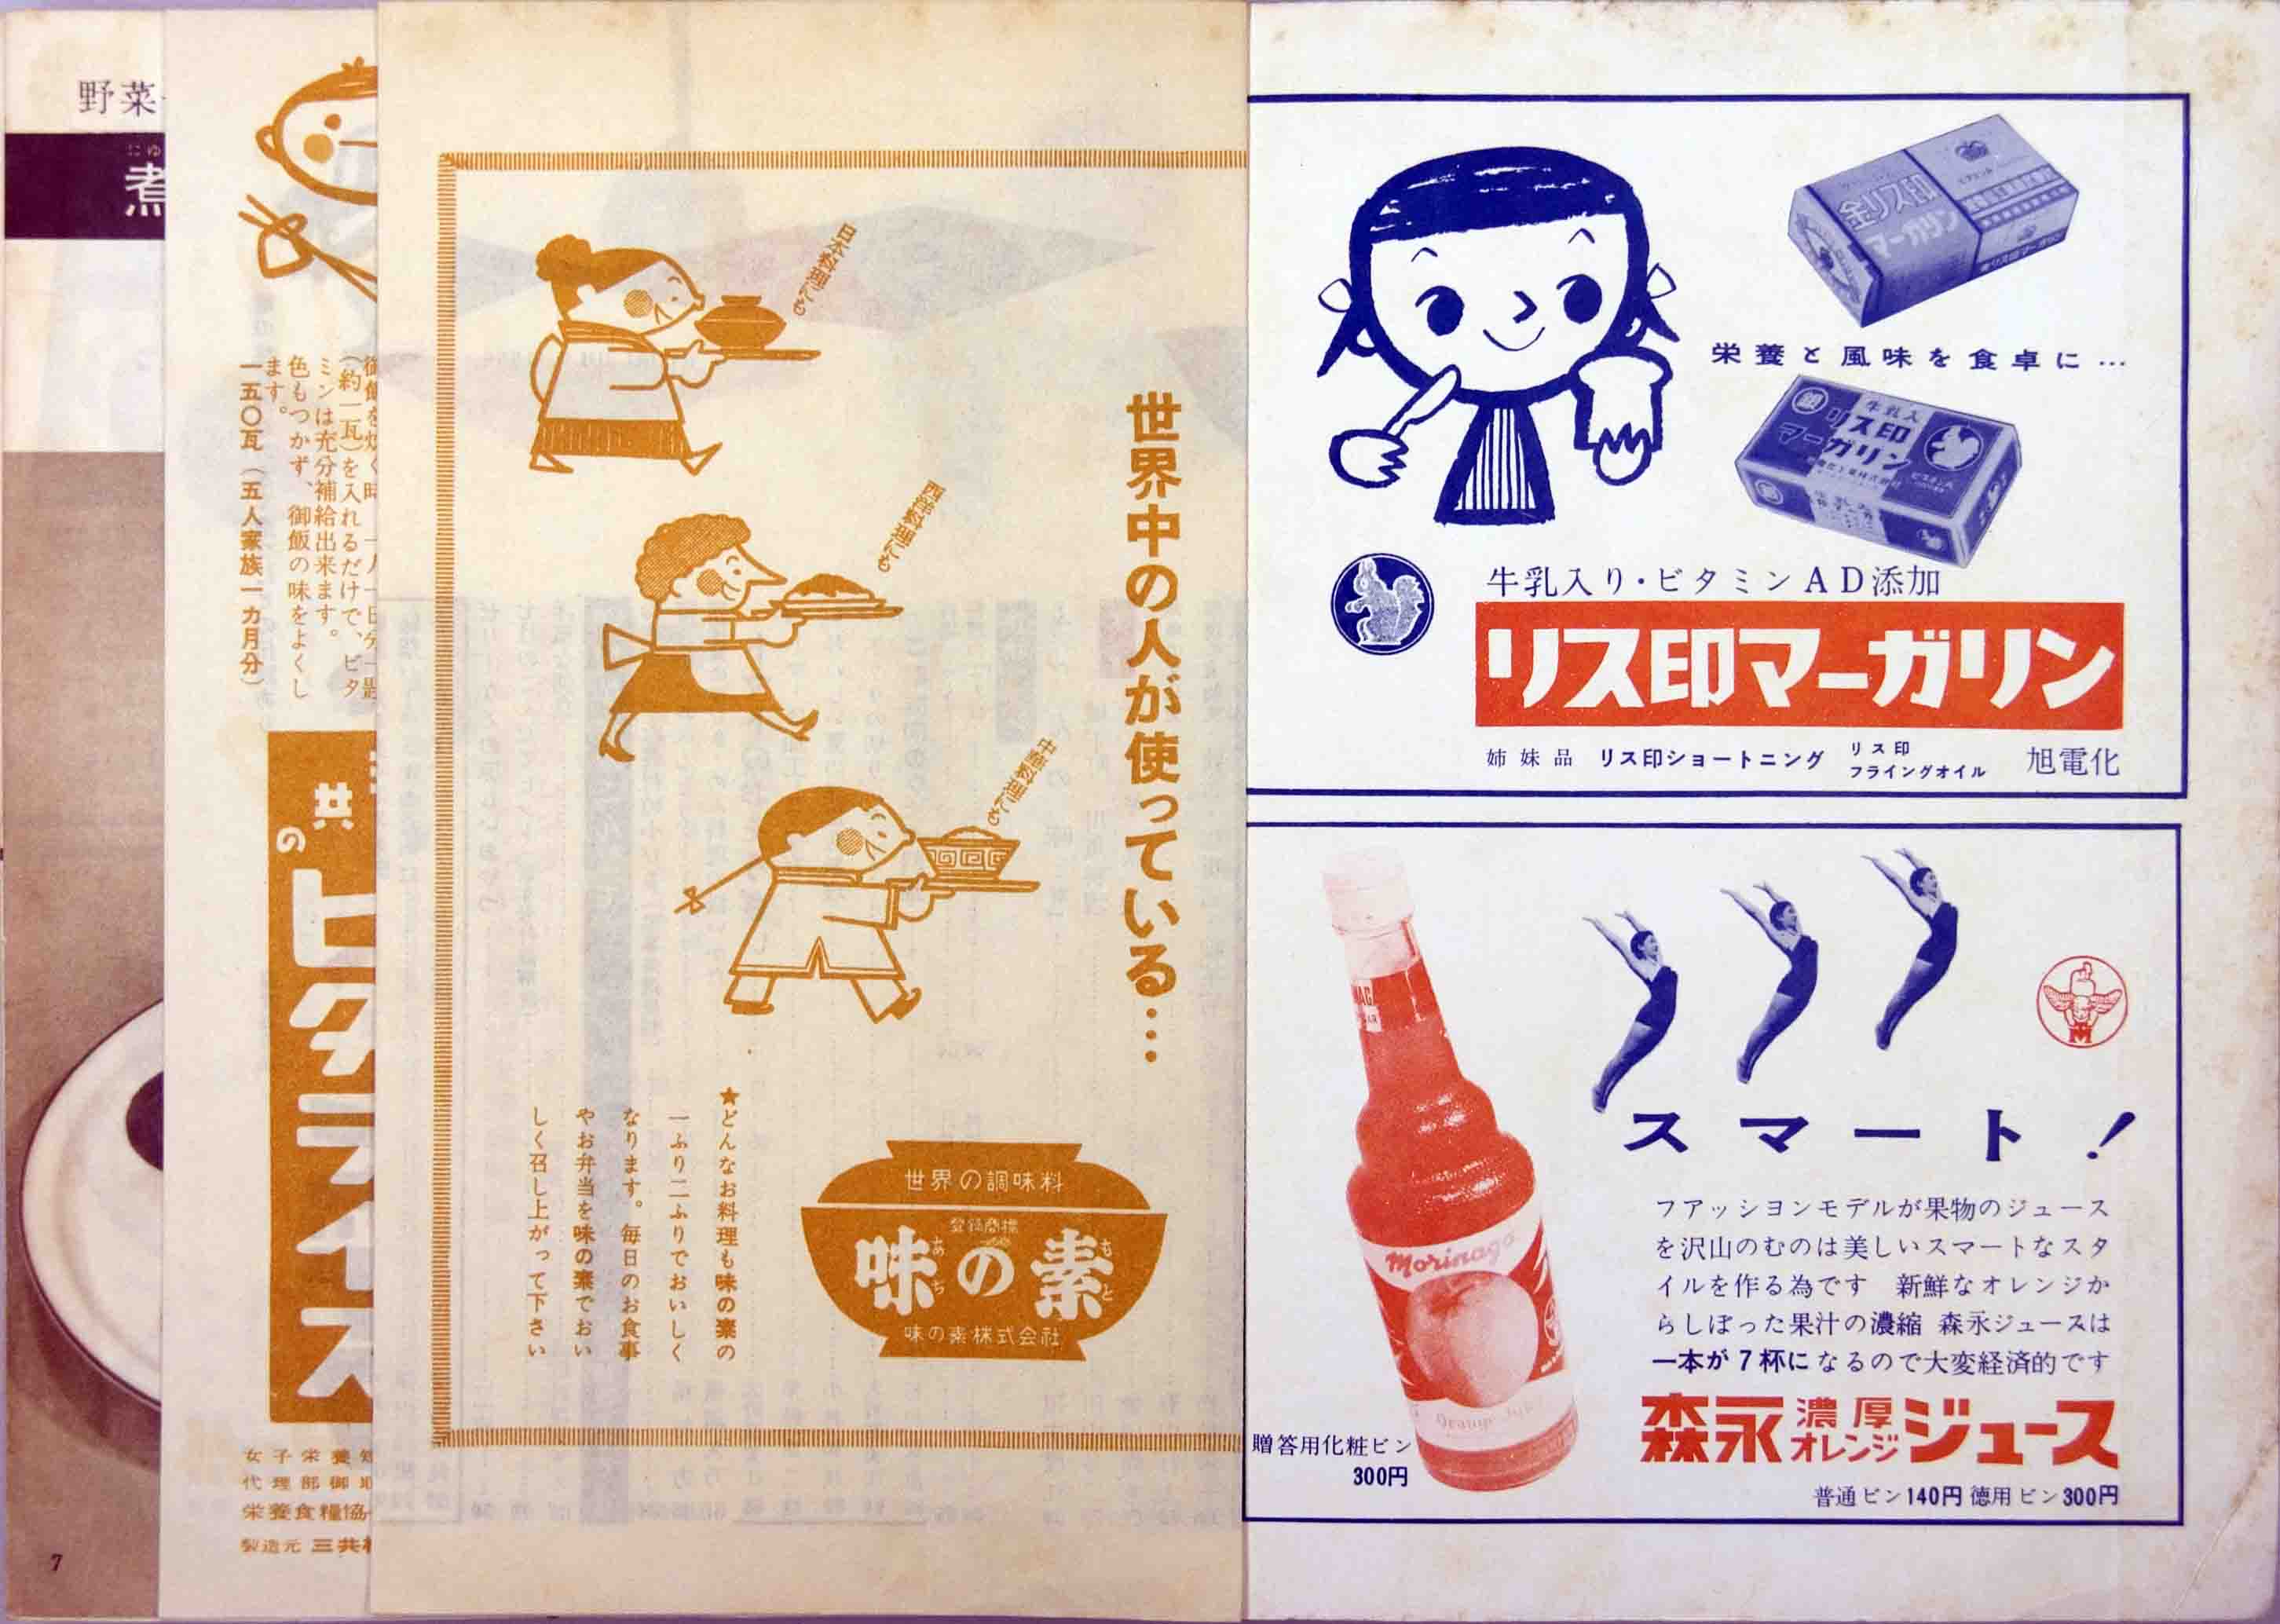 野菜
にゆ
煮
(約一瓦)を入れるだけで、ビタ
ミンは充分補給出来ます。
色もつかず、御飯の味をよくし
ます。
一五〇瓦(五人家族一カ月分)
共
の
ビタライス
女子栄養
代理部御取
栄養食糧協
製造元 三共
7
世界中の人が使っている…
日本料理にも
西洋料理にも
中華料理にも
★どんなお料理も味の素の
一ふり二ふりでおいしく
なります。毎日のお食事
やお弁当を味の素でおい
しく召し上がって下さい
世界の調味料
登録商標
味の素
あぢ もと
味の素株式会社
金リス印
マーガリン
栄養と風味を食卓に…
銀
牛乳入
リス印
マーガリン
牛乳入り・ビタミンAD添加
リス印マーガリン
姉妹品 リス印ショートニング リス印フライングオイル 旭電化
スマート!
フアッションモデルが果物のジュース
を沢山のむのは美しいスマートなスタ
イルを作る為です 新鮮なオレンジか
らしぼった果汁の濃縮 森永ジュースは
一本が7杯になるので大変経済的です
Morinaga
M
森永濃厚オレンジジュース
贈答用化粧ビン
300円
普通ビン140円 徳用ビン300円